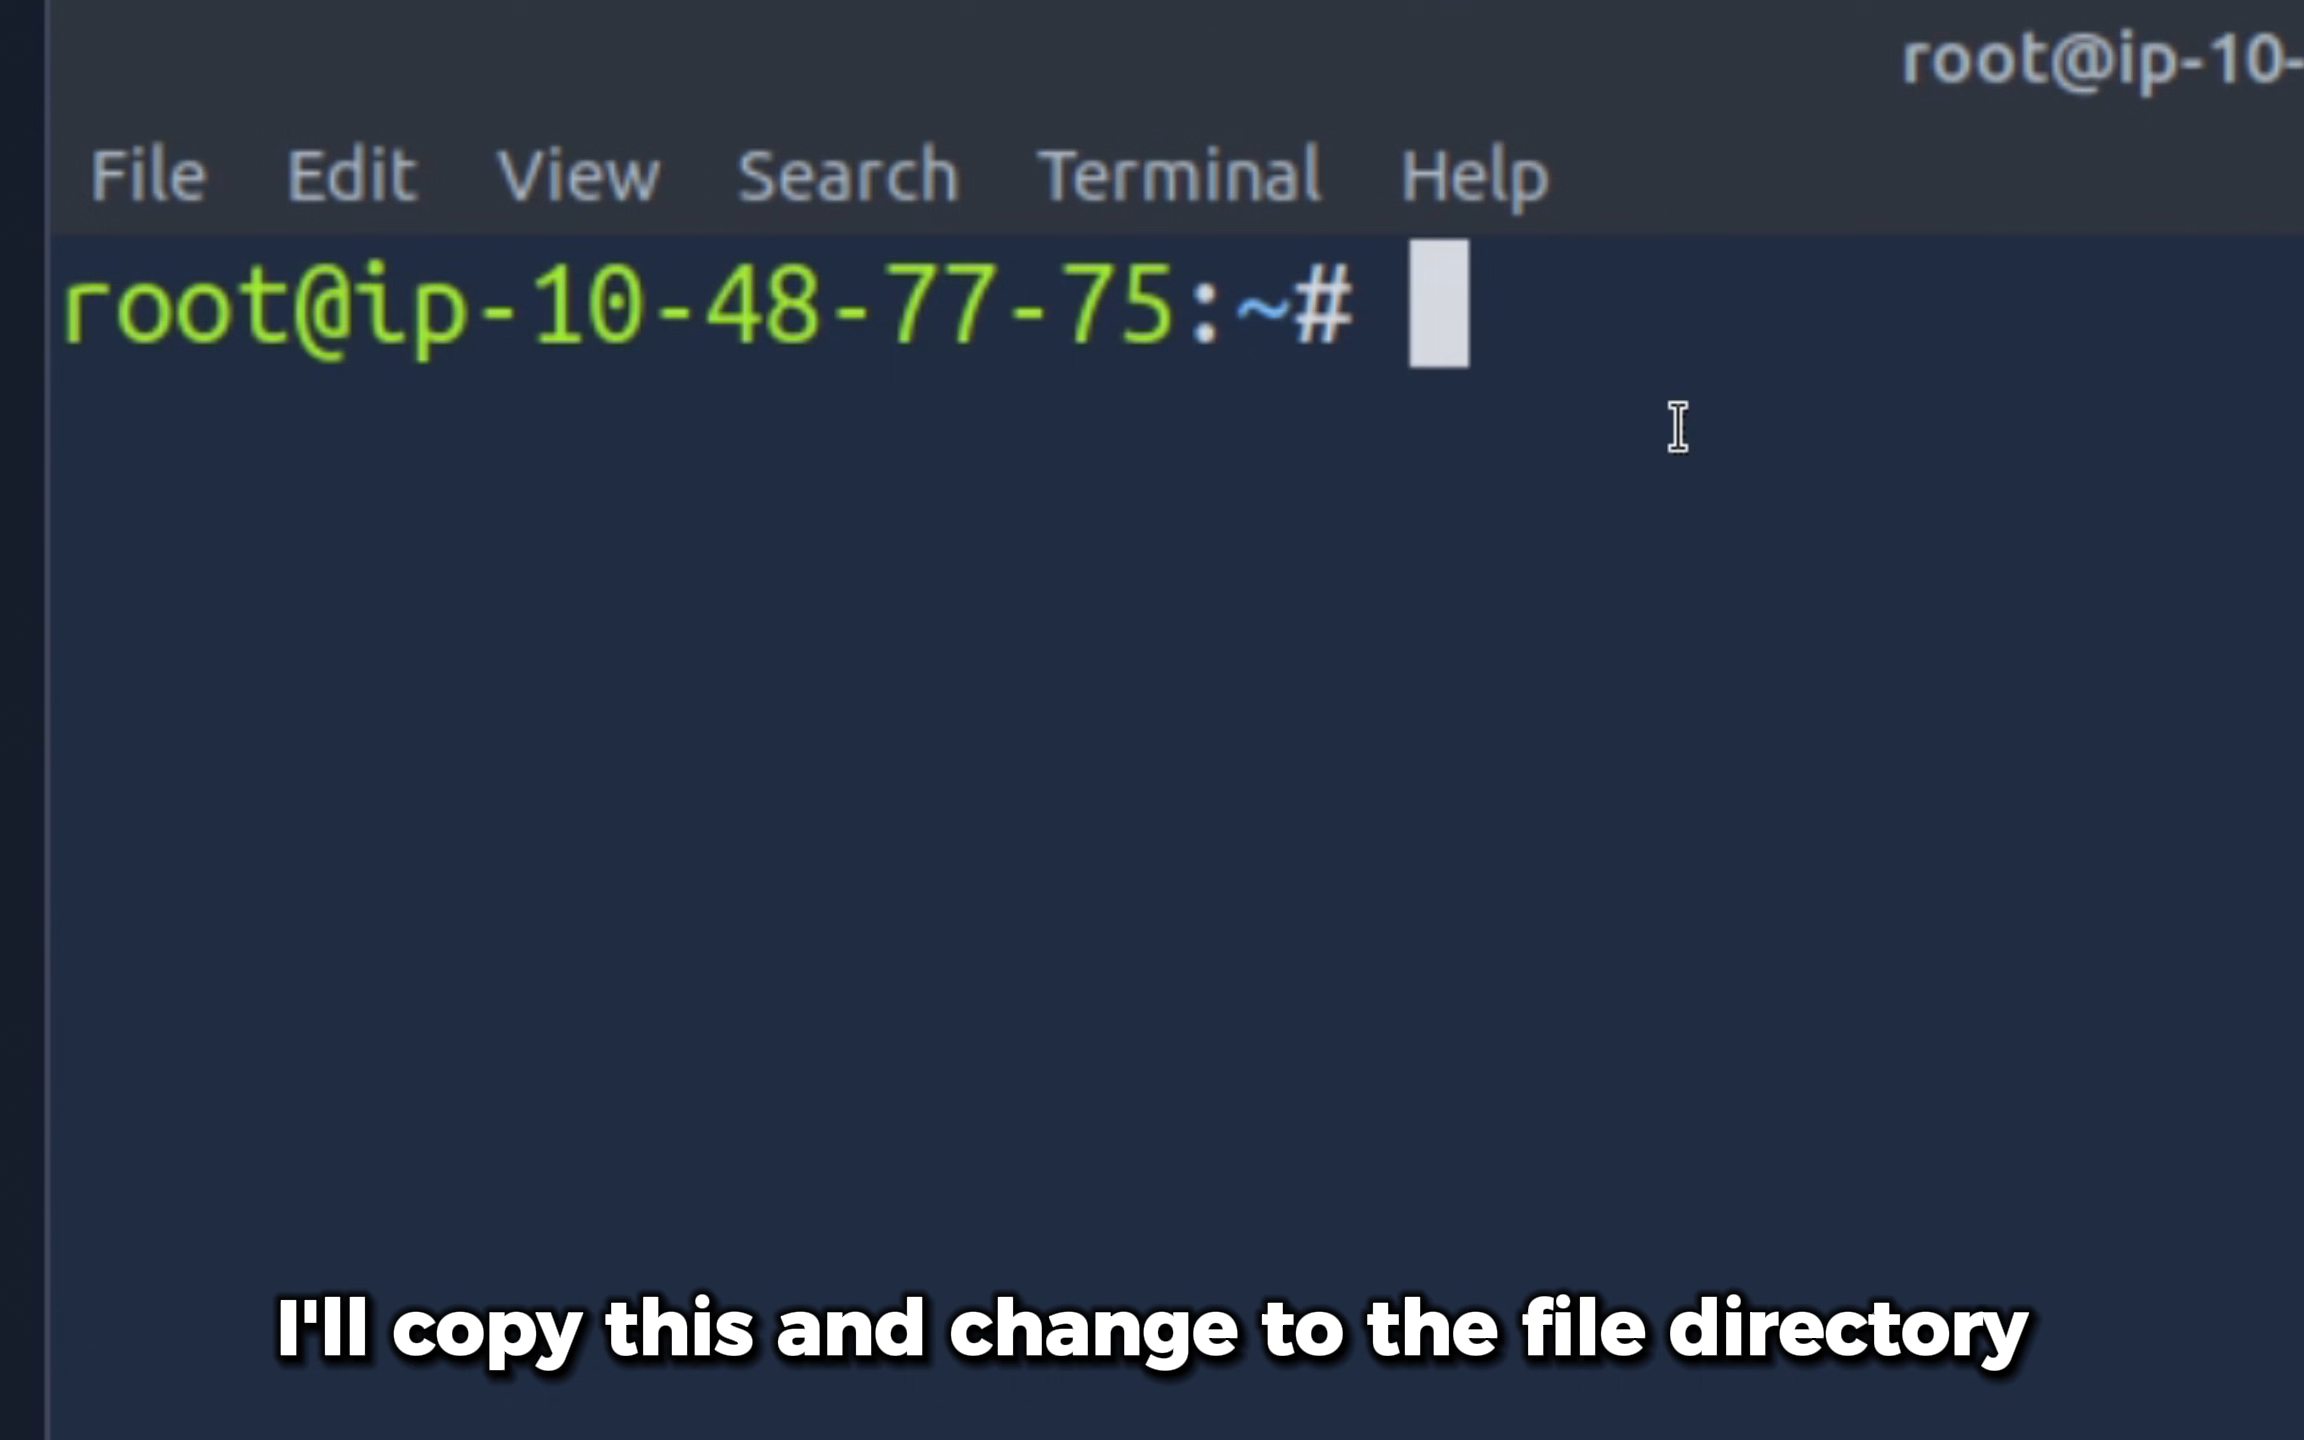 root@ip-10-
File Edit View Search Terminal Help
root@ip-10-48-77-75:~#
I'll copy this and change to the file directory